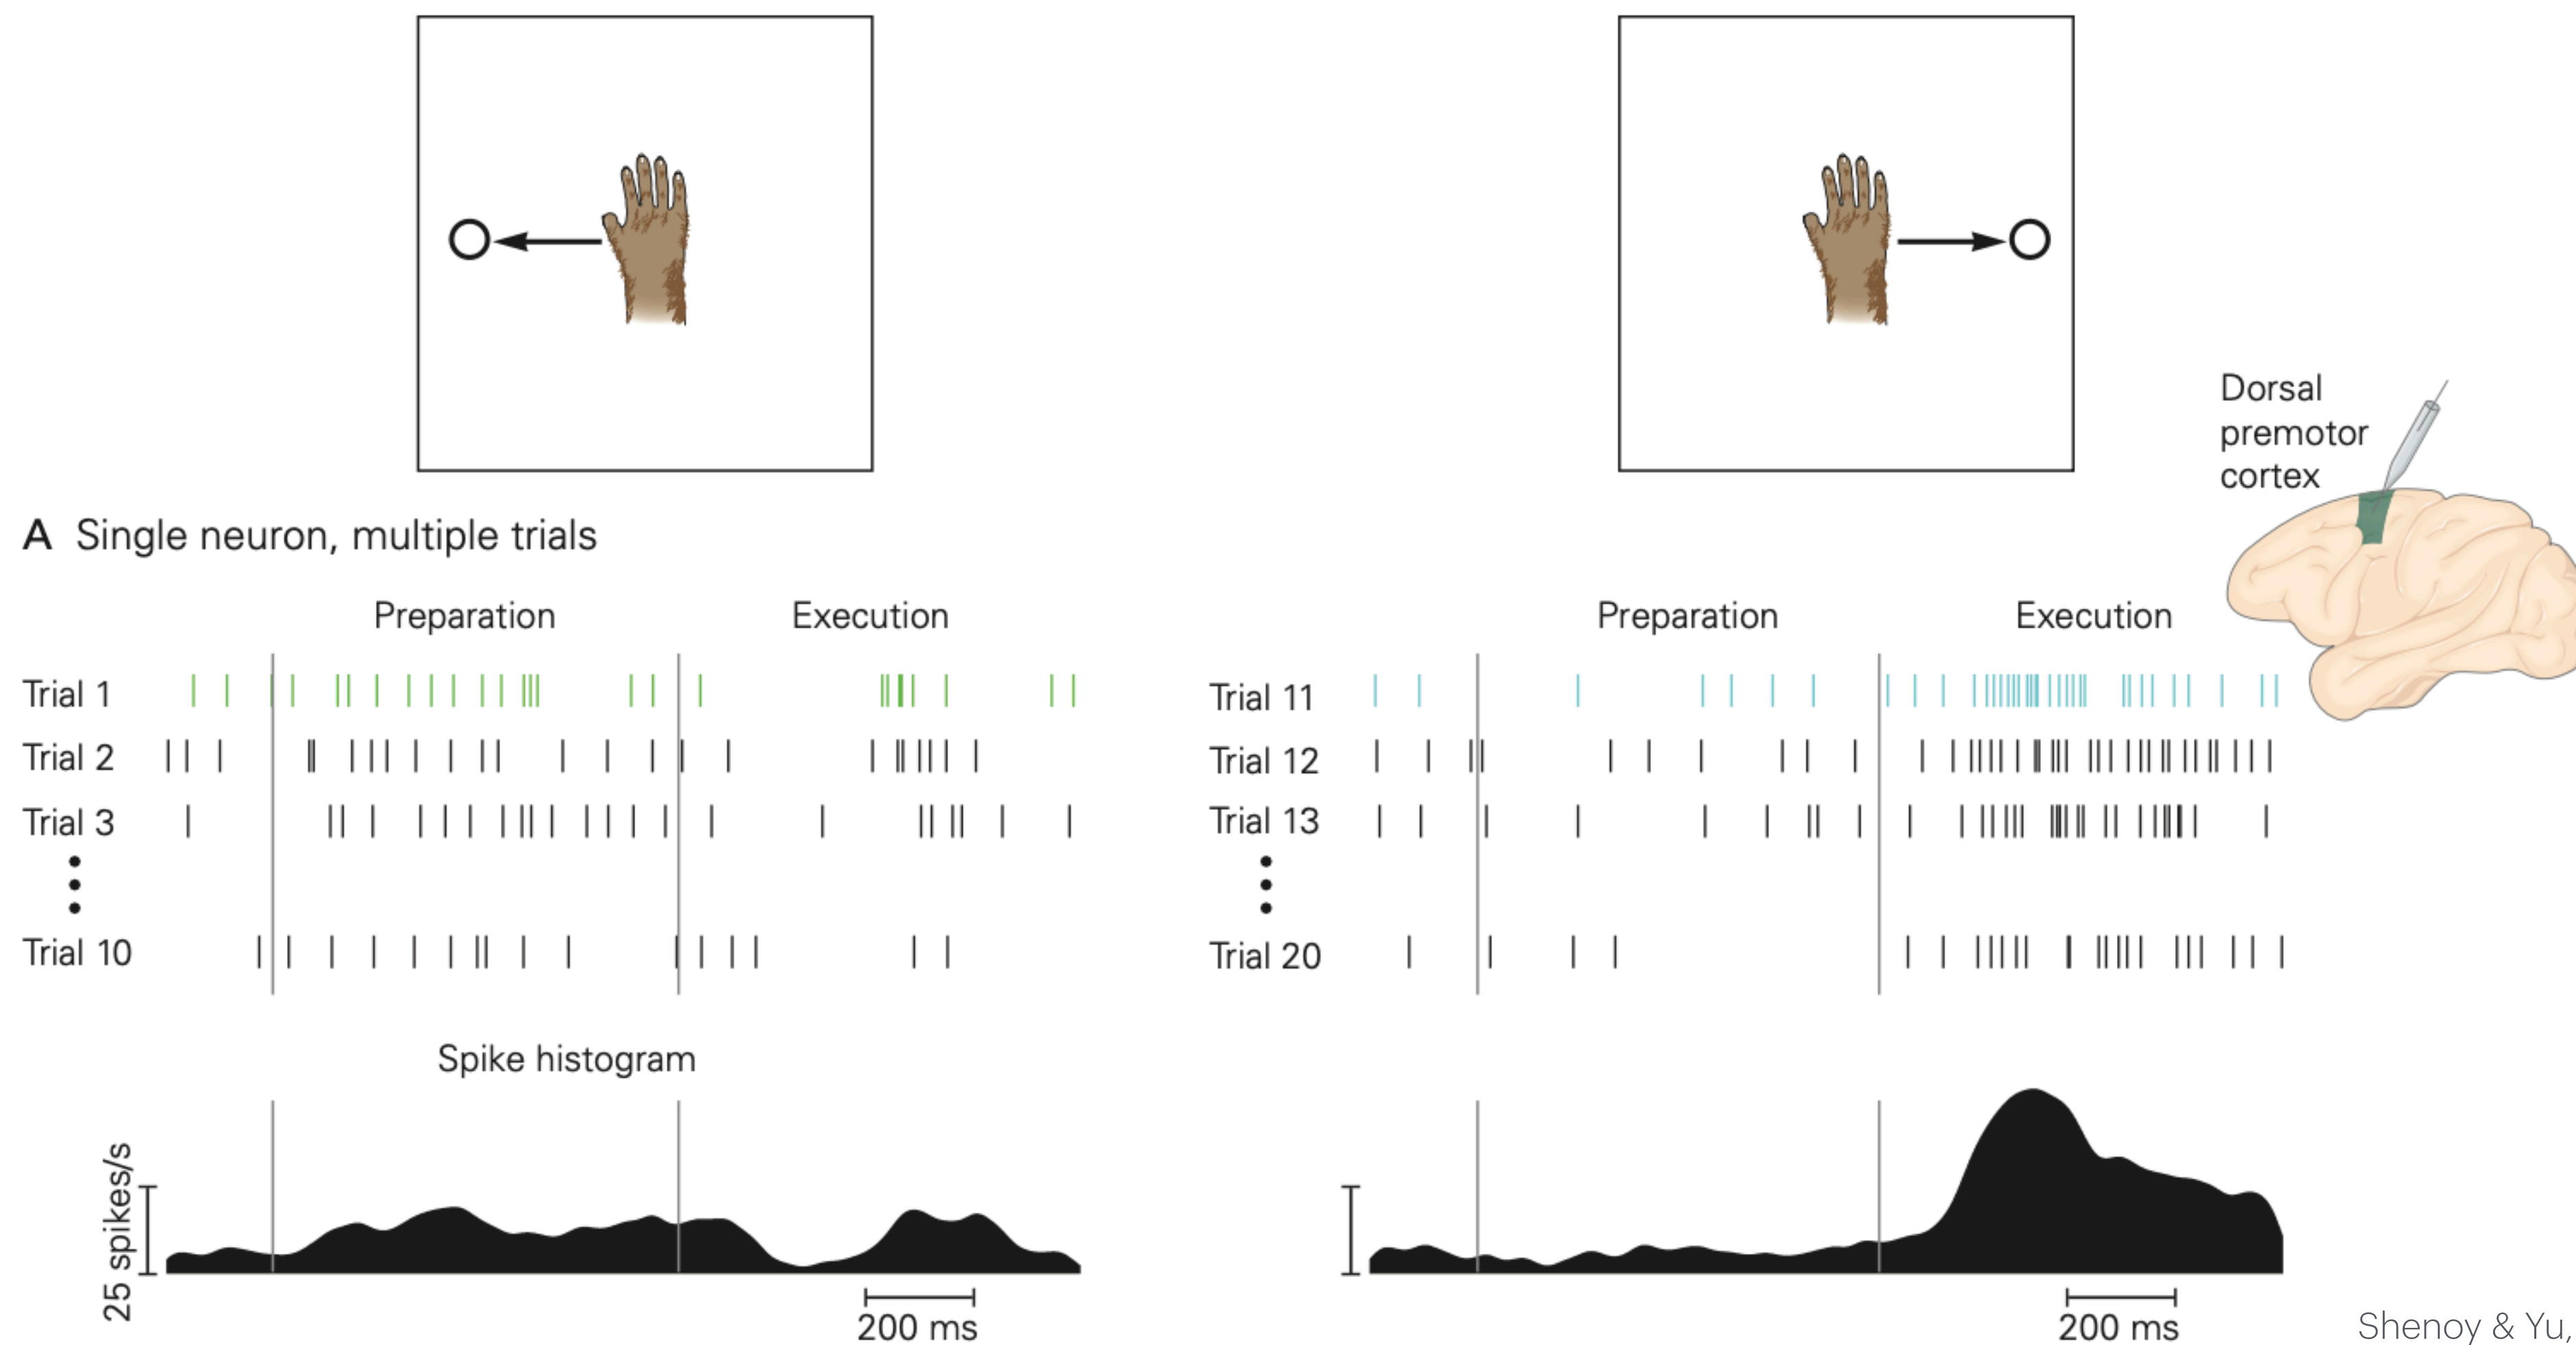 Dorsal
premotor
cortex
A Single neuron, multiple trials
Preparation
Execution
Trial 1
Trial 2
Trial 3
Trial 10
Preparation
Execution
Trial 11
Trial 12
Trial 13
Trial 20
Spike histogram
25 spikes/s
200 ms
200 ms
Shenoy & Yu,